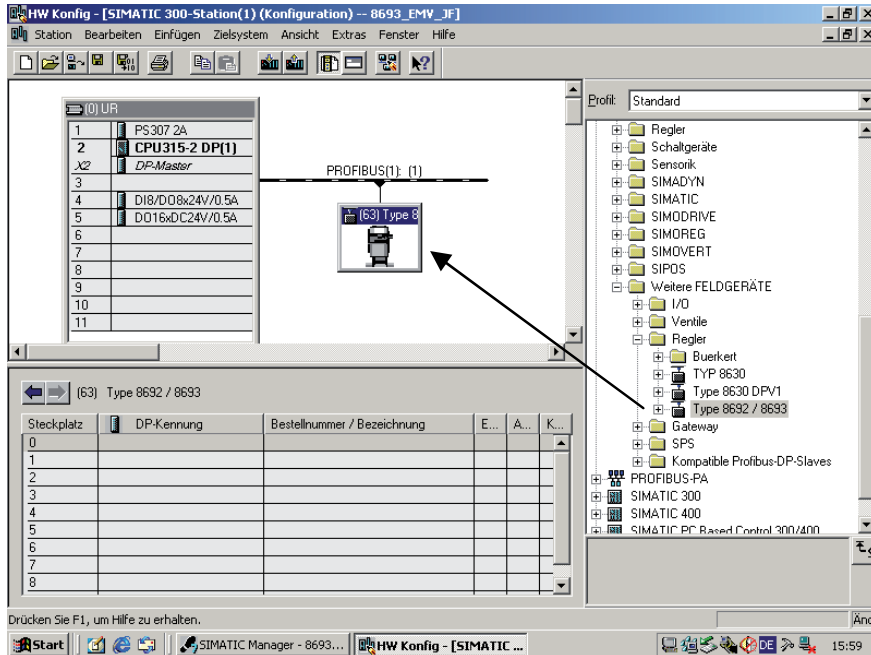 HW Konfig - [SIMATIC 300-Station(1) (Konfiguration) -- 8693_EMV_JF]
Station Bearbeiten Einfügen Zielsystem Ansicht Extras Fenster Hilfe
(0) UR
1 PS307 2A
2 CPU315-2 DP(1)
X2 DP-Master
3
4 DI8/DO8x24V/0.5A
5 DO16xDC24V/0.5A
6
7
8
9
10
11
PROFIBUS(1): (1)
(63) Type 8
Profil: Standard
Regler
Schaltgeräte
Sensorik
SIMADYN
SIMATIC
SIMODRIVE
SIMOREG
SIMOVERT
SIPOS
Weitere FELDGERÄTE
I/O
Ventile
Regler
Buerkert
TYP 8630
Type 8630 DPV1
Type 8692 / 8693
Gateway
SPS
Kompatible Profibus-DP-Slaves
PROFIBUS-PA
SIMATIC 300
SIMATIC 400
SIMATIC PC Based Control 300/400
(63) Type 8692 / 8693
Steckplatz DP-Kennung Bestellnummer / Bezeichnung E... A... K...
0
1
2
3
4
5
6
7
8
Drücken Sie F1, um Hilfe zu erhalten.
Änd
Start SIMATIC Manager - 8693... HW Konfig - [SIMATIC ... DE 15:59